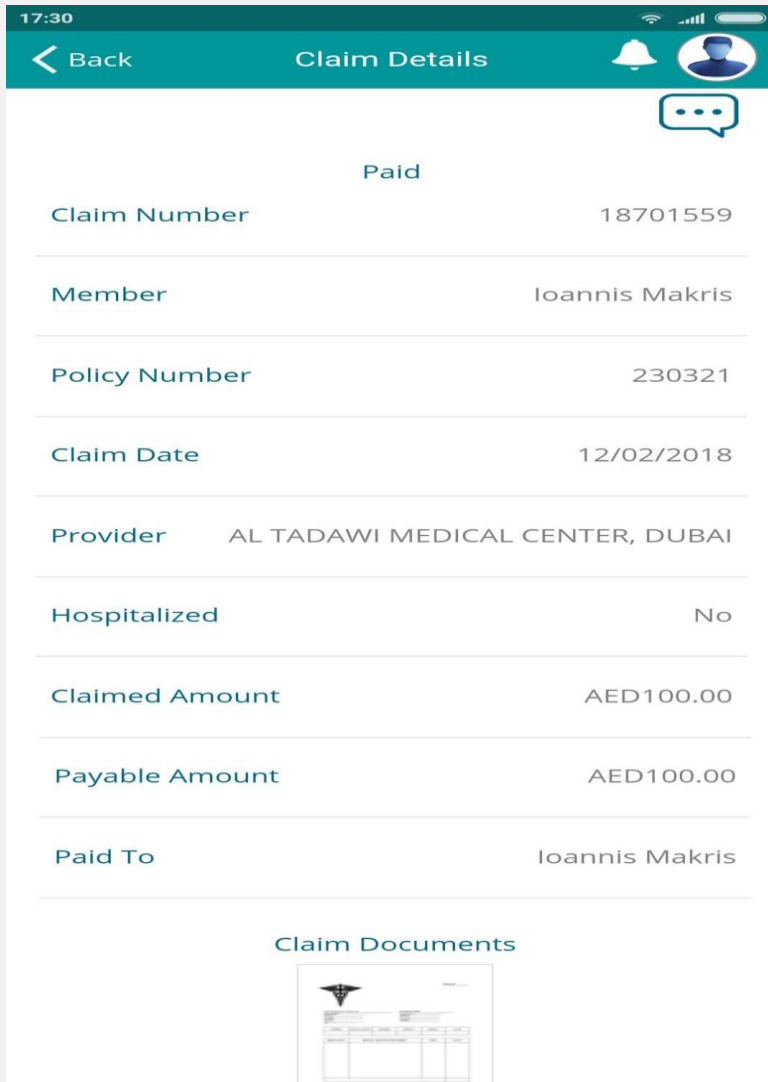 17:30
Back Claim Details
Paid
Claim Number 18701559
Member Ioannis Makris
Policy Number 230321
Claim Date 12/02/2018
Provider AL TADAWI MEDICAL CENTER, DUBAI
Hospitalized No
Claimed Amount AED100.00
Payable Amount AED100.00
Paid To Ioannis Makris
Claim Documents